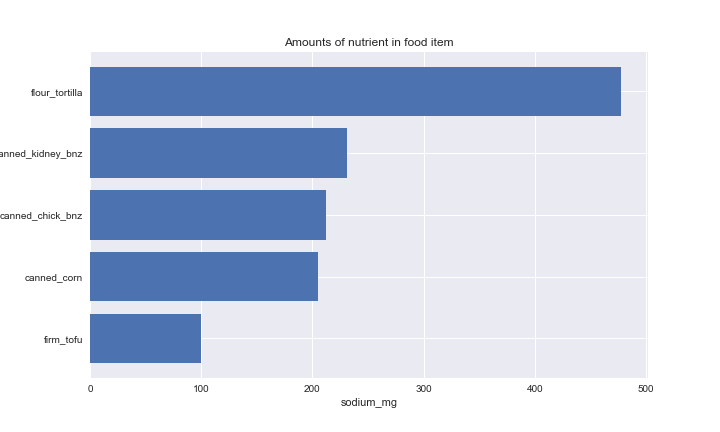 Amounts of nutrient in food item
flour_tortilla
anned_kidney_bnz
canned_chick_bnz
canned_corn
firm_tofu
0 100 200 300 400 500
sodium_mg